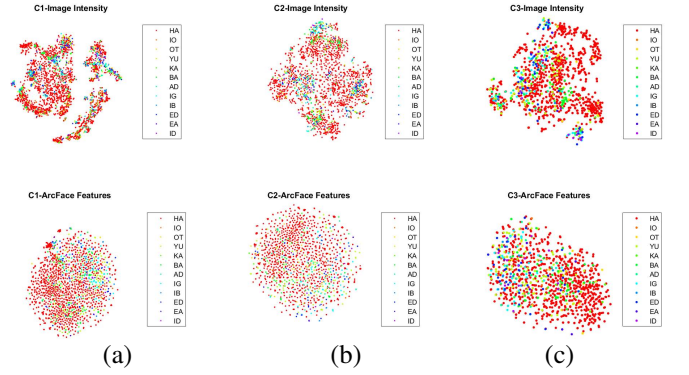 C1-Image Intensity
HA
IO
OT
YU
KA
BA
AD
IG
IB
ED
EA
ID
C2-Image Intensity
HA
IO
OT
YU
KA
BA
AD
IG
IB
ED
EA
ID
C3-Image Intensity
HA
IO
OT
YU
KA
BA
AD
IG
IB
ED
EA
ID
C1-ArcFace Features
HA
IO
OT
YU
KA
BA
AD
IG
IB
ED
EA
ID
C2-ArcFace Features
HA
IO
OT
YU
KA
BA
AD
IG
IB
ED
EA
ID
C3-ArcFace Features
HA
IO
OT
YU
KA
BA
AD
IG
IB
ED
EA
ID
(a)
(b)
(c)